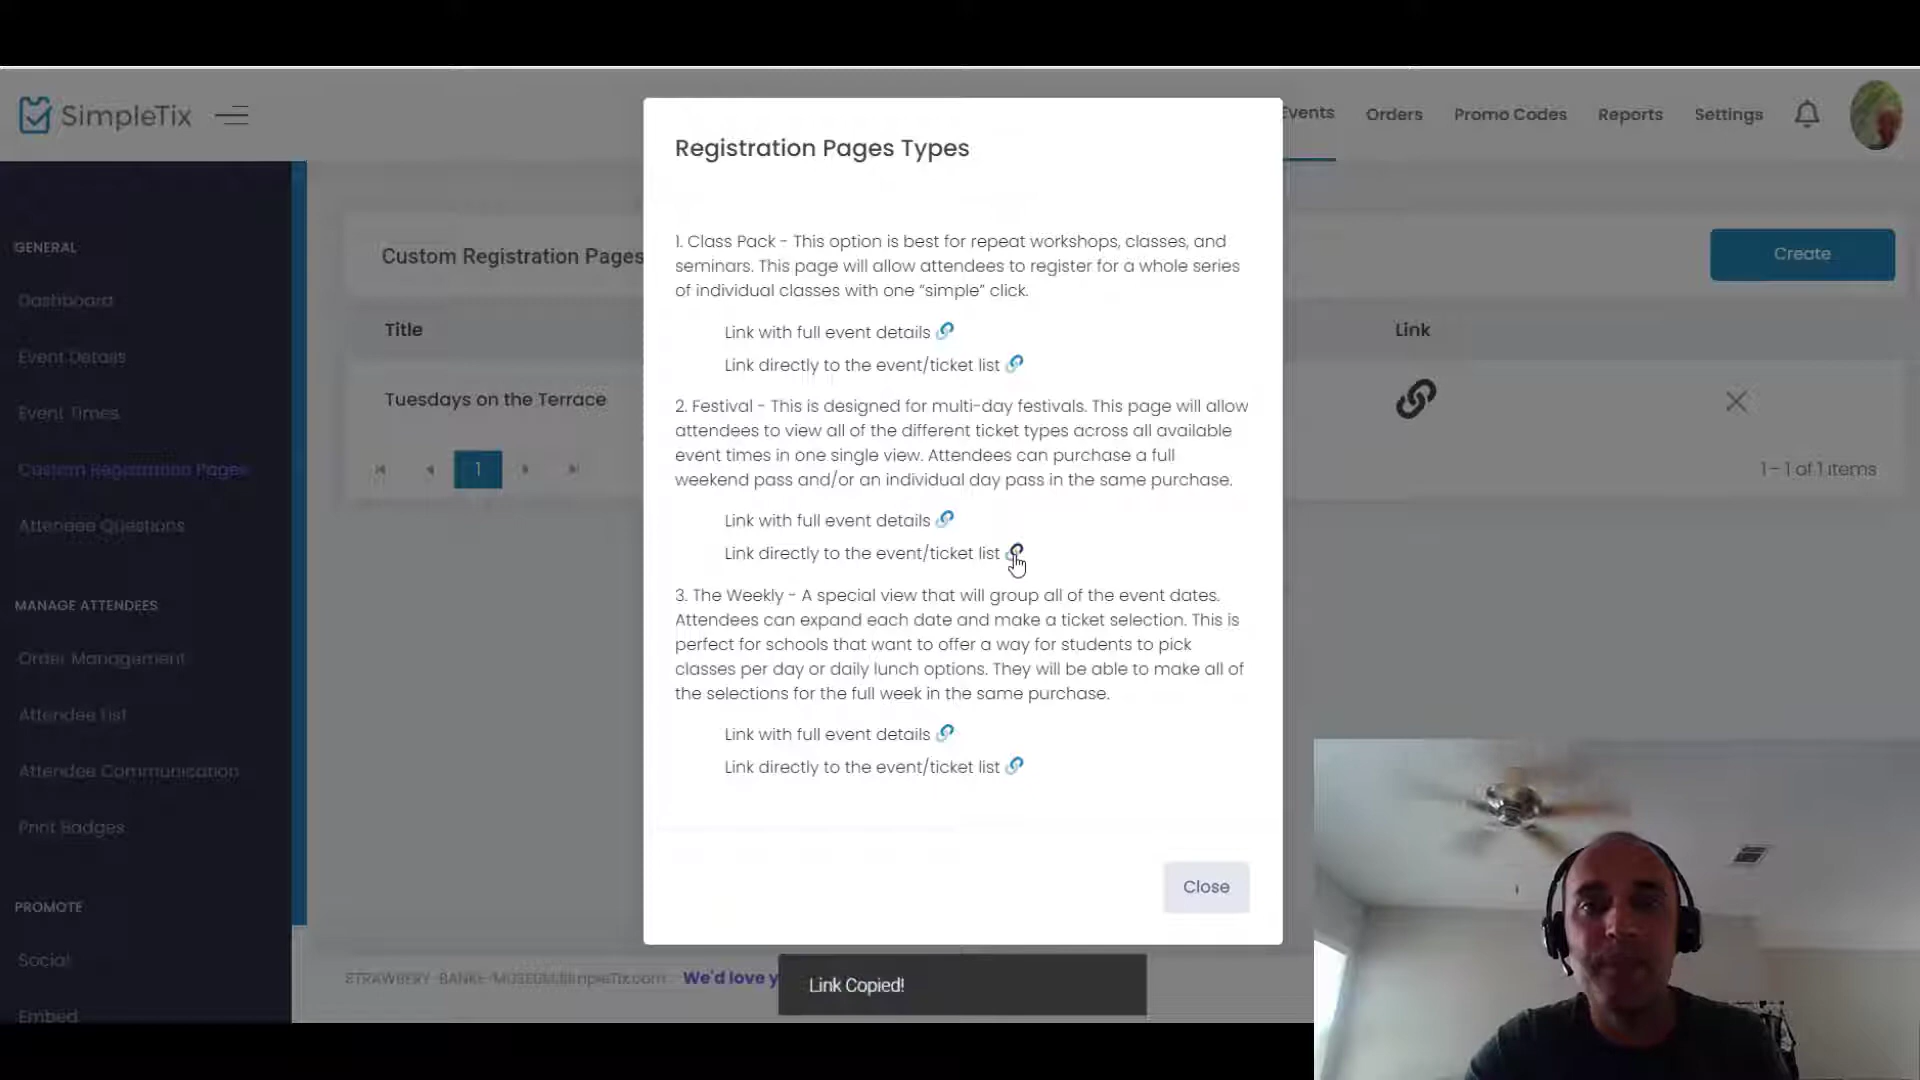 SimpleTix
Events
Orders
Promo Codes
Reports
Settings
GENERAL
Dashboard
Event Details
Event Times
Custom Registration Pages
Attendee Questions
MANAGE ATTENDEES
Order Management
Attendee List
Attendee Communication
Print Badges
PROMOTE
Social
Embed
Custom Registration Pages
Create
Title
Link
Tuesdays on the Terrace
1
1 - 1 of 1 items
Registration Pages Types
1. Class Pack - This option is best for repeat workshops, classes, and
seminars. This page will allow attendees to register for a whole series
of individual classes with one “simple” click.
Link with full event details
Link directly to the event/ticket list
2. Festival - This is designed for multi-day festivals. This page will allow
attendees to view all of the different ticket types across all available
event times in one single view. Attendees can purchase a full
weekend pass and/or an individual day pass in the same purchase.
Link with full event details
Link directly to the event/ticket list
3. The Weekly - A special view that will group all of the event dates.
Attendees can expand each date and make a ticket selection. This is
perfect for schools that want to offer a way for students to pick
classes per day or daily lunch options. They will be able to make all of
the selections for the full week in the same purchase.
Link with full event details
Link directly to the event/ticket list
Close
We'd love y
Link Copied!